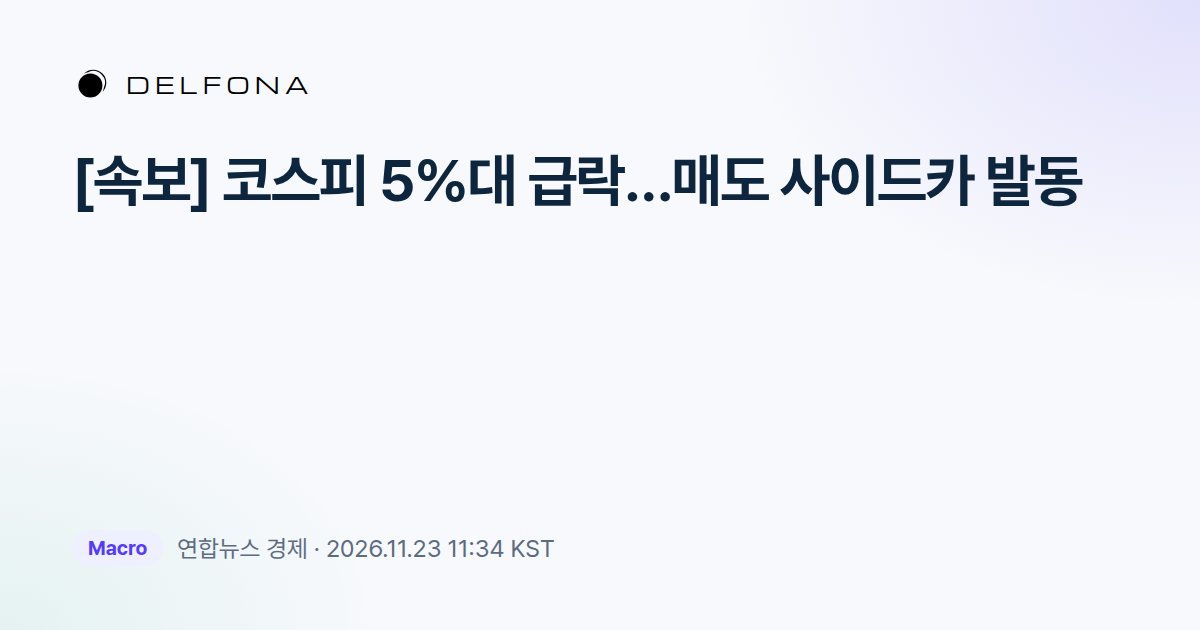 DELFONA
[속보] 코스피 5%대 급락...매도 사이드카 발동
Macro 연합뉴스 경제 · 2026.11.23 11:34 KST